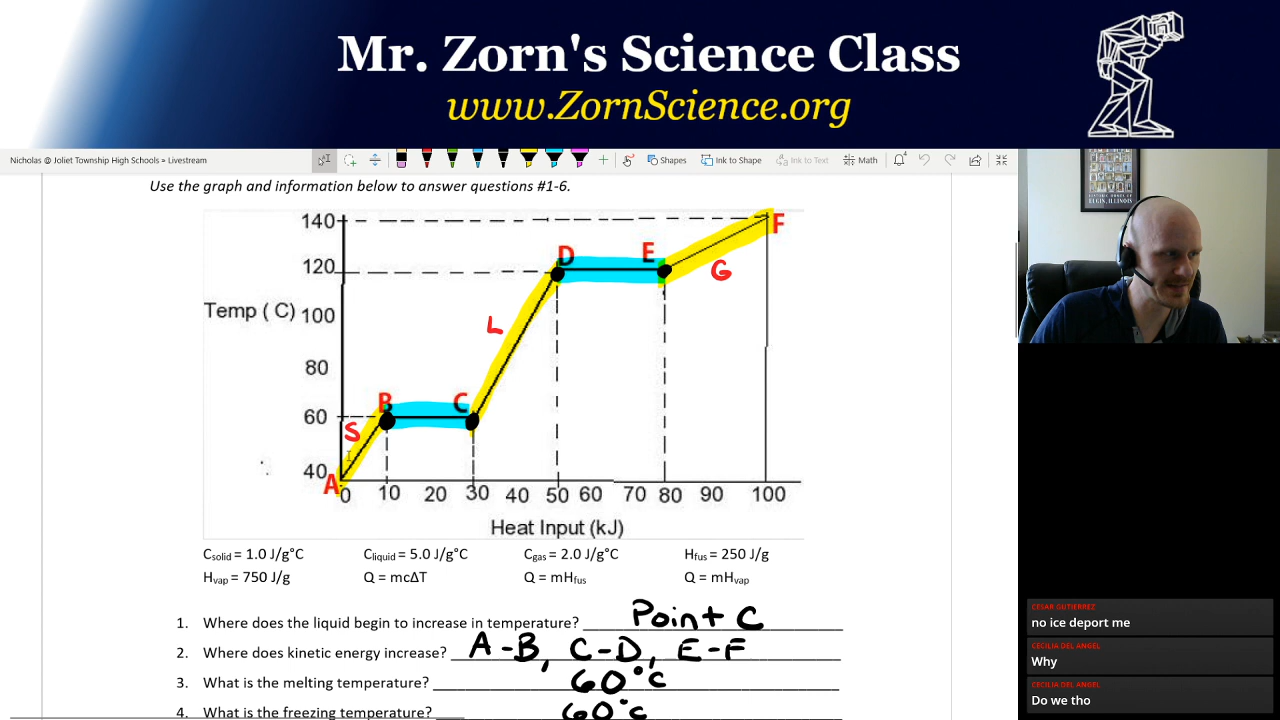 Mr. Zorn's Science Class
www.ZornScience.org
Nicholas @ Joliet Township High Schools » Livestream
Shapes
Ink to Shape
Ink to Text
Math
Use the graph and information below to answer questions #1-6.
140
F
D
E
120
G
Temp ( C) 100
L
80
B
C
60
S
40
A
0 10 20 30 40 50 60 70 80 90 100
Heat Input (kJ)
Csolid = 1.0 J/g°C Cliquid = 5.0 J/g°C Cgas = 2.0 J/g°C Hfus = 250 J/g
Hvap = 750 J/g Q = mcΔT Q = mHfus Q = mHvap
1. Where does the liquid begin to increase in temperature? Point C
2. Where does kinetic energy increase? A-B, C-D, E-F
3. What is the melting temperature? 60°c
4. What is the freezing temperature? 60°c
CESAR GUTIERREZ
no ice deport me
CECILIA DEL ANGEL
Why
CECILIA DEL ANGEL
Do we tho